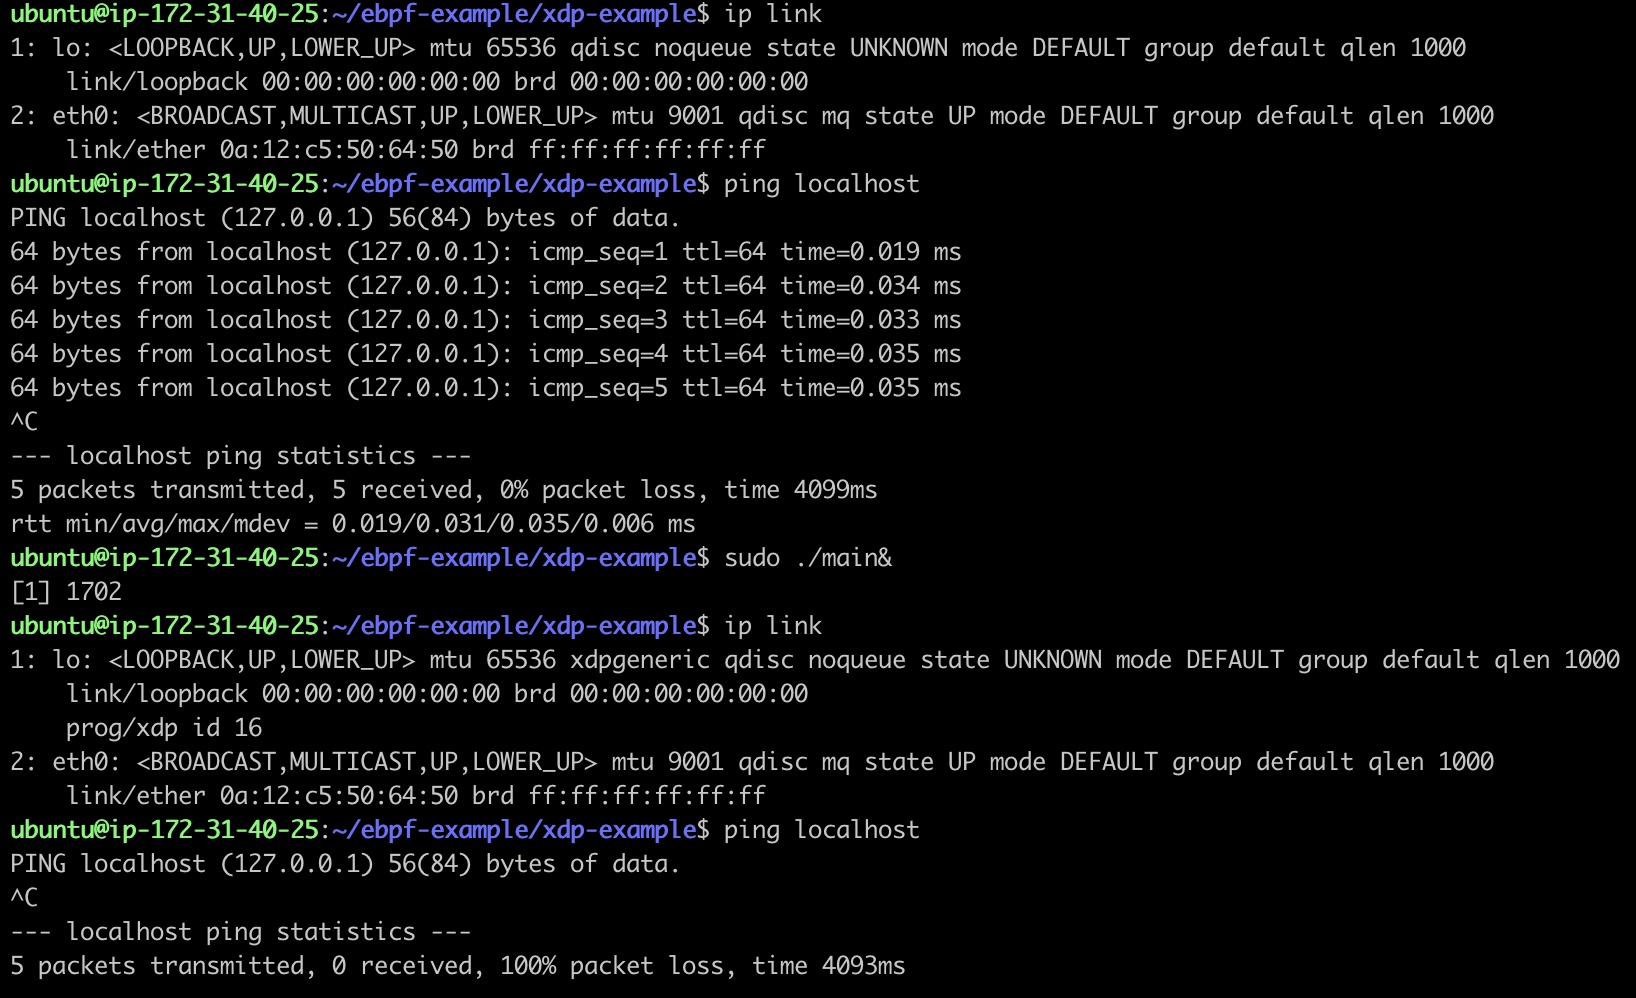 ubuntu@ip-172-31-40-25:~/ebpf-example/xdp-example$ ip link
1: lo: <LOOPBACK,UP,LOWER_UP> mtu 65536 qdisc noqueue state UNKNOWN mode DEFAULT group default qlen 1000
    link/loopback 00:00:00:00:00:00 brd 00:00:00:00:00:00
2: eth0: <BROADCAST,MULTICAST,UP,LOWER_UP> mtu 9001 qdisc mq state UP mode DEFAULT group default qlen 1000
    link/ether 0a:12:c5:50:64:50 brd ff:ff:ff:ff:ff:ff
ubuntu@ip-172-31-40-25:~/ebpf-example/xdp-example$ ping localhost
PING localhost (127.0.0.1) 56(84) bytes of data.
64 bytes from localhost (127.0.0.1): icmp_seq=1 ttl=64 time=0.019 ms
64 bytes from localhost (127.0.0.1): icmp_seq=2 ttl=64 time=0.034 ms
64 bytes from localhost (127.0.0.1): icmp_seq=3 ttl=64 time=0.033 ms
64 bytes from localhost (127.0.0.1): icmp_seq=4 ttl=64 time=0.035 ms
64 bytes from localhost (127.0.0.1): icmp_seq=5 ttl=64 time=0.035 ms
^C
--- localhost ping statistics ---
5 packets transmitted, 5 received, 0% packet loss, time 4099ms
rtt min/avg/max/mdev = 0.019/0.031/0.035/0.006 ms
ubuntu@ip-172-31-40-25:~/ebpf-example/xdp-example$ sudo ./main&
[1] 1702
ubuntu@ip-172-31-40-25:~/ebpf-example/xdp-example$ ip link
1: lo: <LOOPBACK,UP,LOWER_UP> mtu 65536 xdpgeneric qdisc noqueue state UNKNOWN mode DEFAULT group default qlen 1000
    link/loopback 00:00:00:00:00:00 brd 00:00:00:00:00:00
    prog/xdp id 16
2: eth0: <BROADCAST,MULTICAST,UP,LOWER_UP> mtu 9001 qdisc mq state UP mode DEFAULT group default qlen 1000
    link/ether 0a:12:c5:50:64:50 brd ff:ff:ff:ff:ff:ff
ubuntu@ip-172-31-40-25:~/ebpf-example/xdp-example$ ping localhost
PING localhost (127.0.0.1) 56(84) bytes of data.
^C
--- localhost ping statistics ---
5 packets transmitted, 0 received, 100% packet loss, time 4093ms